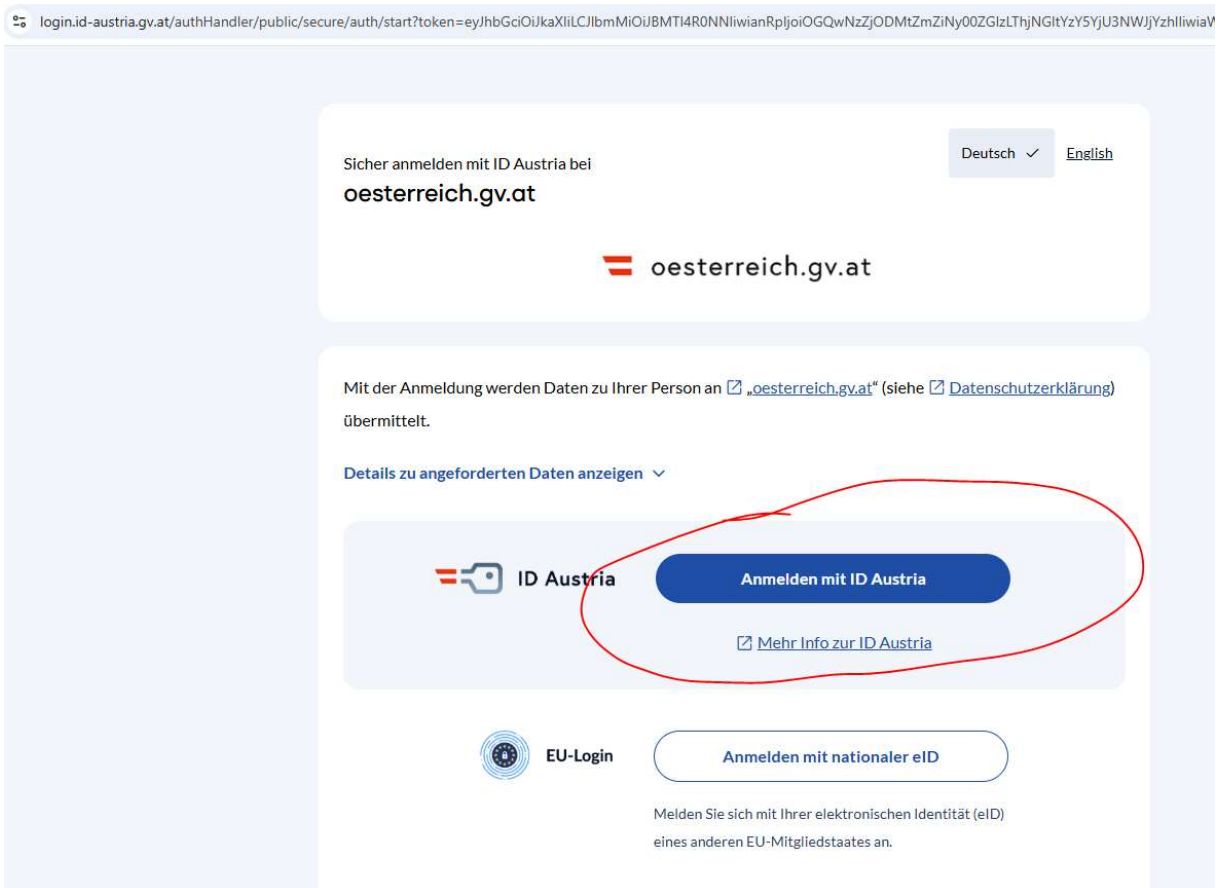 login.id-austria.gv.at/authHandler/public/secure/auth/start?
Sicher anmelden mit ID Austria bei
oesterreich.gv.at
Deutsch
English
oesterreich.gv.at
Mit der Anmeldung werden Daten zu Ihrer Person an „oesterreich.gv.at“ (siehe Datenschutzerklärung)
übermittelt.
Details zu angeforderten Daten anzeigen
ID Austria
Anmelden mit ID Austria
Mehr Info zur ID Austria
EU-Login
Anmelden mit nationaler eID
Melden Sie sich mit Ihrer elektronischen Identität (eID)
eines anderen EU-Mitgliedstaates an.